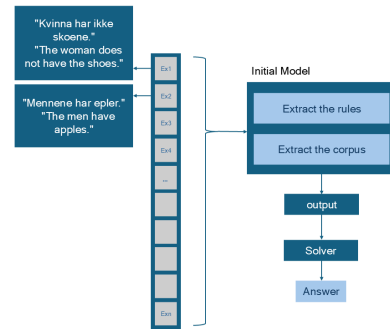 "Kvinna har ikke
skoene."
"The woman does
not have the shoes."
"Mennene har epler."
"The men have
apples."
Ex1
Ex2
Ex3
Ex4
...
Exn
Initial Model
Extract the rules
Extract the corpus
output
Solver
Answer